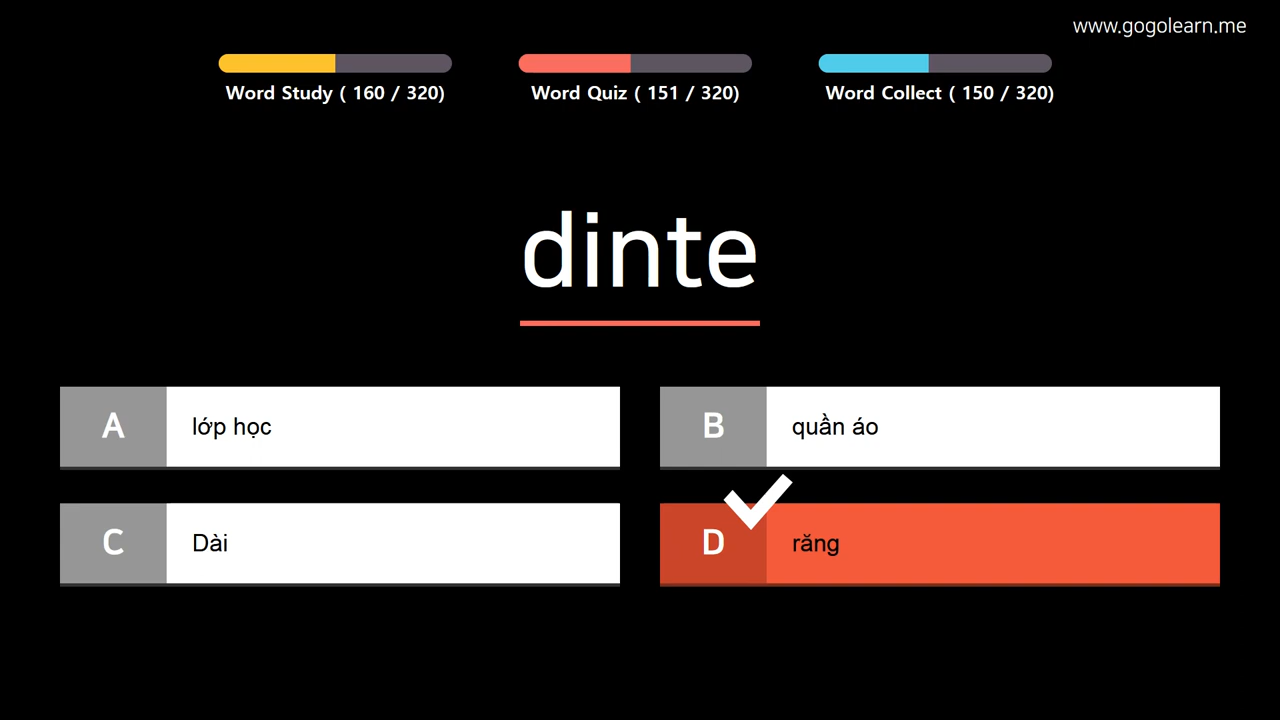 www.gogolearn.me
Word Study ( 160 / 320)
Word Quiz ( 151 / 320)
Word Collect ( 150 / 320)
dinte
A
lớp học
B
quần áo
C
Dài
D
răng